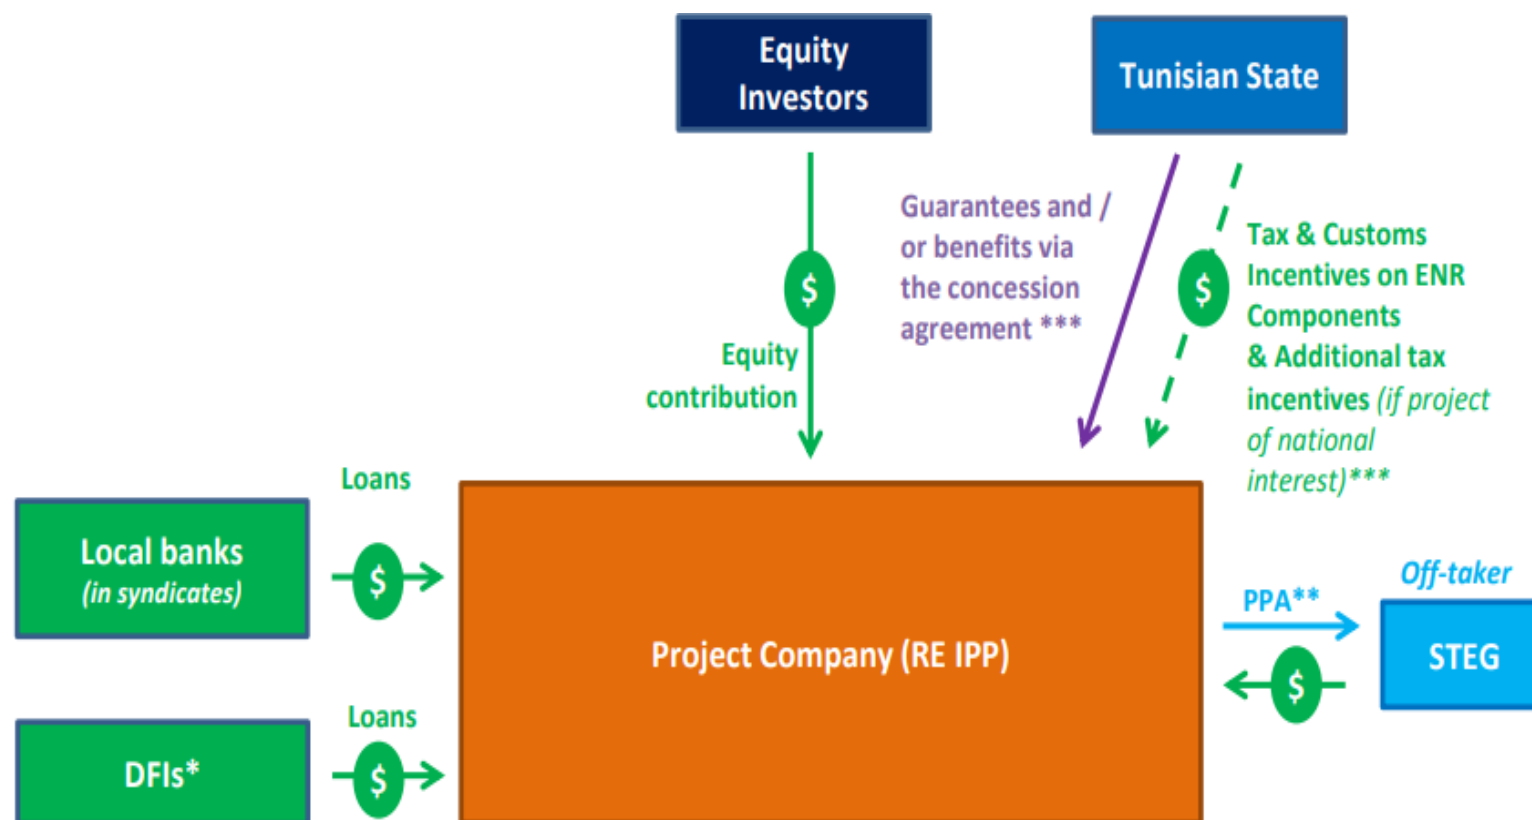 Equity
Investors
Tunisian State
Guarantees and /
or benefits via
the concession
agreement ***
$
$
Tax & Customs
Incentives on ENR
Components
& Additional tax
incentives (if project
of national
interest)***
Equity
contribution
Loans
Local banks
(in syndicates)
$
Project Company (RE IPP)
PPA**
$
Off-taker
STEG
Loans
DFIs*
$